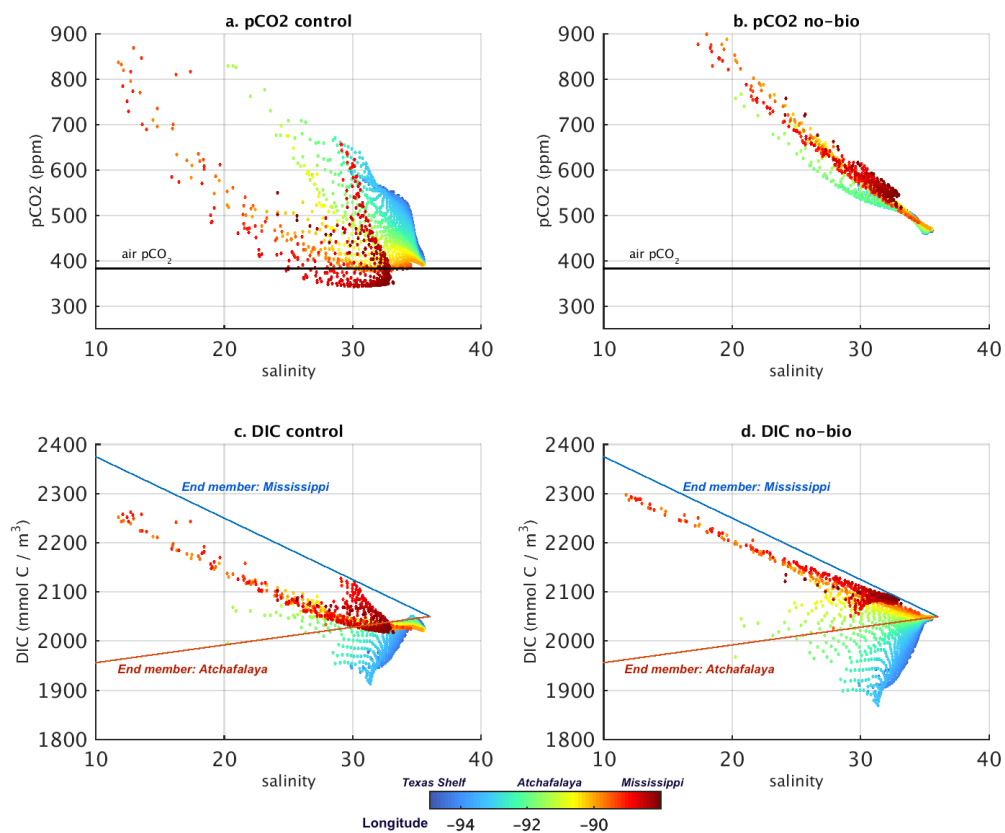 a. pCO2 control
b. pCO2 no-bio
900
800
700
600
500
400
300
pCO2 (ppm)
air pCO2
10
20
30
40
salinity
900
800
700
600
500
400
300
pCO2 (ppm)
air pCO2
10
20
30
40
salinity
c. DIC control
d. DIC no-bio
2400
2300
2200
2100
2000
1900
1800
DIC (mmol C / m3)
End member: Mississippi
End member: Atchafalaya
10
20
30
40
salinity
2400
2300
2200
2100
2000
1900
1800
DIC (mmol C / m3)
End member: Mississippi
End member: Atchafalaya
10
20
30
40
salinity
Texas Shelf
Atchafalaya
Mississippi
Longitude
-94
-92
-90